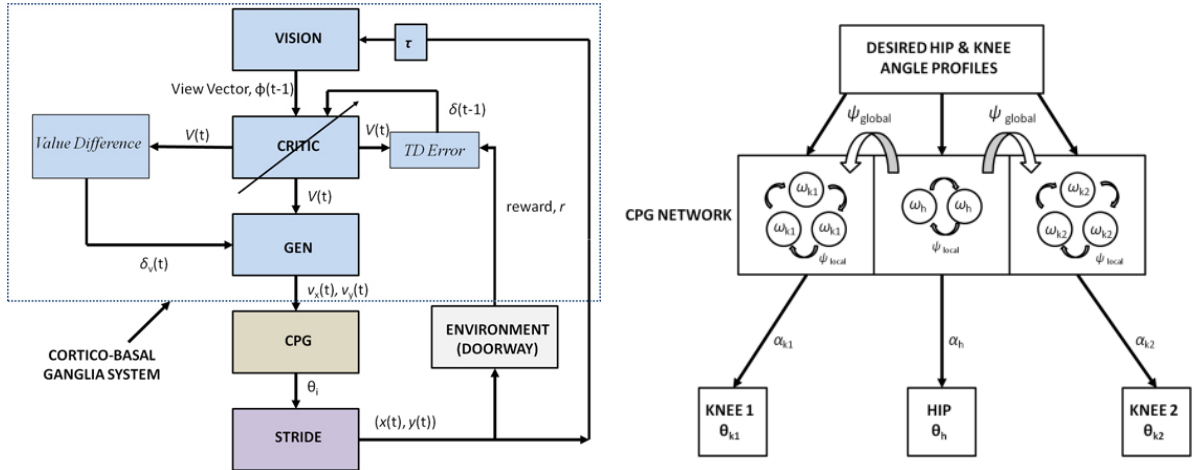 VISION
τ
View Vector, ϕ(t-1)
δ(t-1)
Value Difference
V(t)
CRITIC
V(t)
TD Error
V(t)
reward, r
GEN
δv(t)
vx(t), vy(t)
CORTICO-BASAL
GANGLIA SYSTEM
CPG
ENVIRONMENT
(DOORWAY)
θi
STRIDE
(x(t), y(t))
DESIRED HIP & KNEE
ANGLE PROFILES
ψglobal
ψglobal
CPG NETWORK
ωk1
ωk1
ωk1
ψlocal
ωh
ωh
ψlocal
ωk2
ωk2
ωk2
ψlocal
αk1
αh
αk2
KNEE 1
θk1
HIP
θh
KNEE 2
θk2